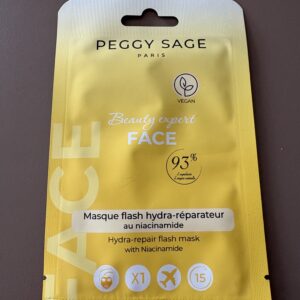 PEGGY SAGE
PARIS
VEGAN
Beauty expert
FACE
93%
FACE
Masque flash hydra-réparateur
au niacinamide
Hydra-repair flash mask
with Niacinamide
X1
15